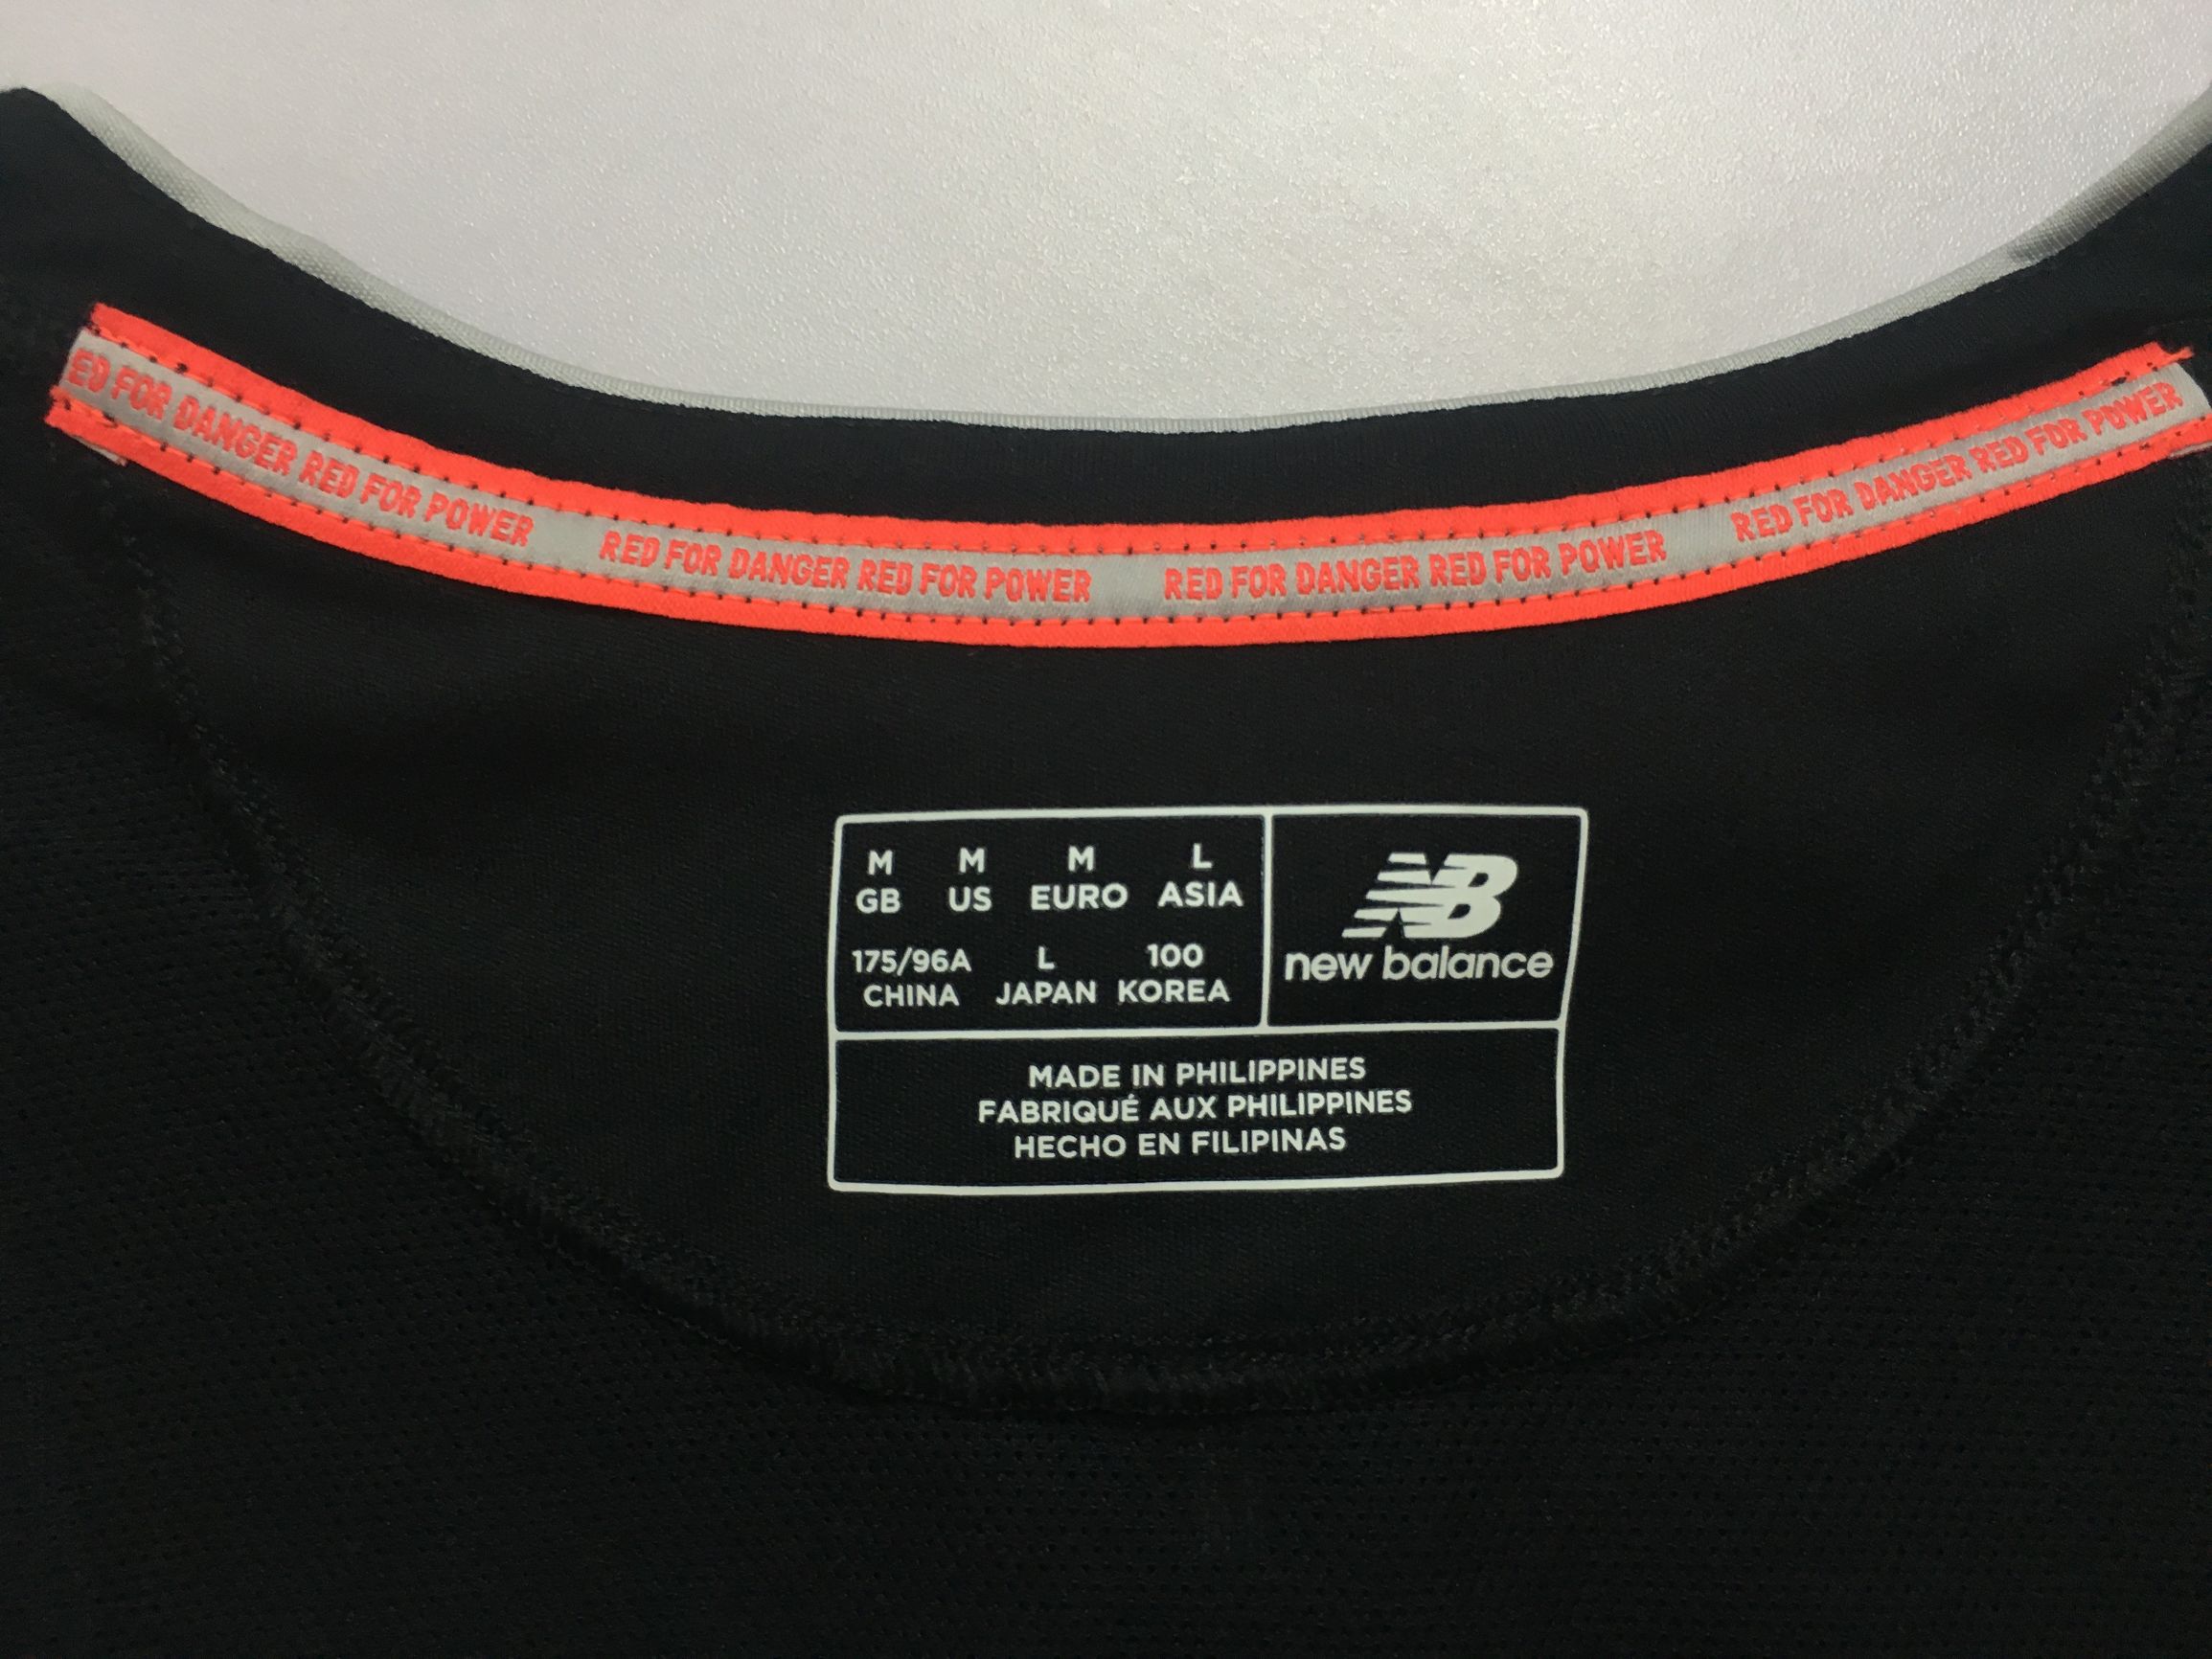 ED FOR DANGER RED FOR POWER RED FOR DANGER RED FOR POWER RED FOR DANGER RED FOR POWER RED FOR DANGER RED FOR POWER
M M M L
GB US EURO ASIA
175/96A L 100
CHINA JAPAN KOREA
NB
new balance
MADE IN PHILIPPINES
FABRIQUÉ AUX PHILIPPINES
HECHO EN FILIPINAS